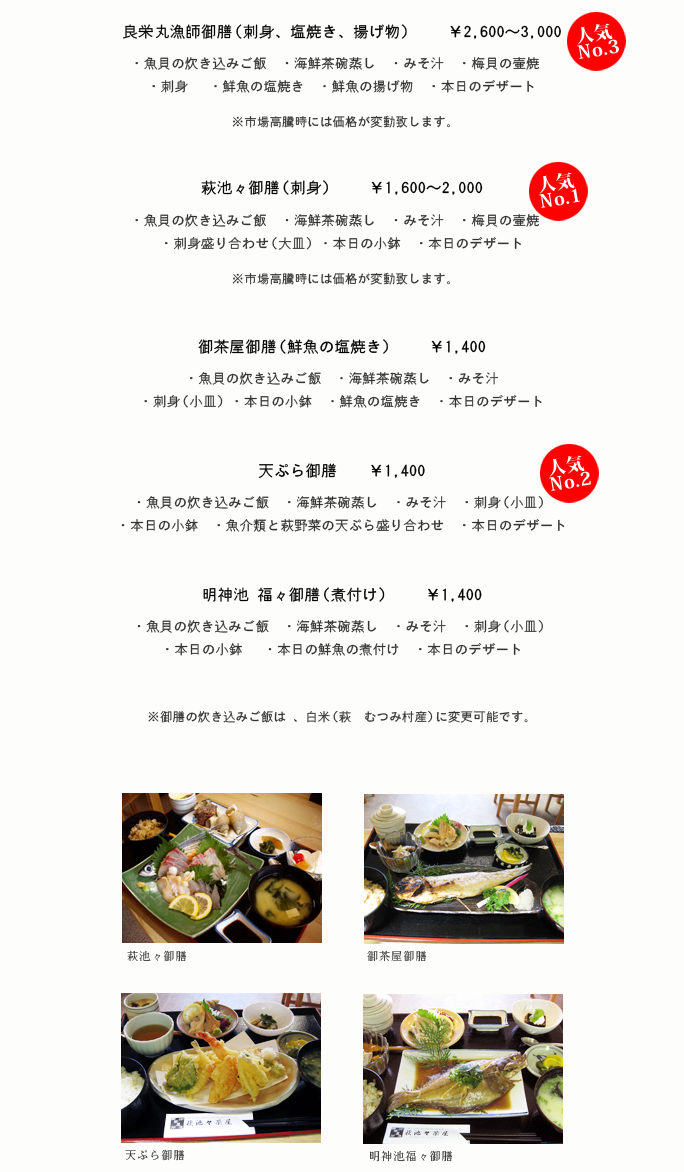 良栄丸漁師御膳(刺身、塩焼き、揚げ物)　¥2,600〜3,000
人気
No.3
・魚貝の炊き込みご飯　・海鮮茶碗蒸し　・みそ汁　・梅貝の壷焼
・刺身　・鮮魚の塩焼き　・鮮魚の揚げ物　・本日のデザート
※市場高騰時には価格が変動致します。
萩池々御膳(刺身)　¥1,600〜2,000
人気
No.1
・魚貝の炊き込みご飯　・海鮮茶碗蒸し　・みそ汁　・梅貝の壷焼
・刺身盛り合わせ(大皿)・本日の小鉢　・本日のデザート
※市場高騰時には価格が変動致します。
御茶屋御膳(鮮魚の塩焼き)　¥1,400
・魚貝の炊き込みご飯　・海鮮茶碗蒸し　・みそ汁
・刺身(小皿)・本日の小鉢　・鮮魚の塩焼き　・本日のデザート
天ぷら御膳　¥1,400
人気
No.2
・魚貝の炊き込みご飯　・海鮮茶碗蒸し　・みそ汁　・刺身(小皿)
・本日の小鉢　・魚介類と萩野菜の天ぷら盛り合わせ　・本日のデザート
明神池 福々御膳(煮付け)　¥1,400
・魚貝の炊き込みご飯　・海鮮茶碗蒸し　・みそ汁　・刺身(小皿)
・本日の小鉢　・本日の鮮魚の煮付け　・本日のデザート
※御膳の炊き込みご飯は 、白米(萩　むつみ村産)に変更可能です。
萩池々御膳
御茶屋御膳
萩池々茶屋
萩池々茶屋
天ぷら御膳
明神池福々御膳